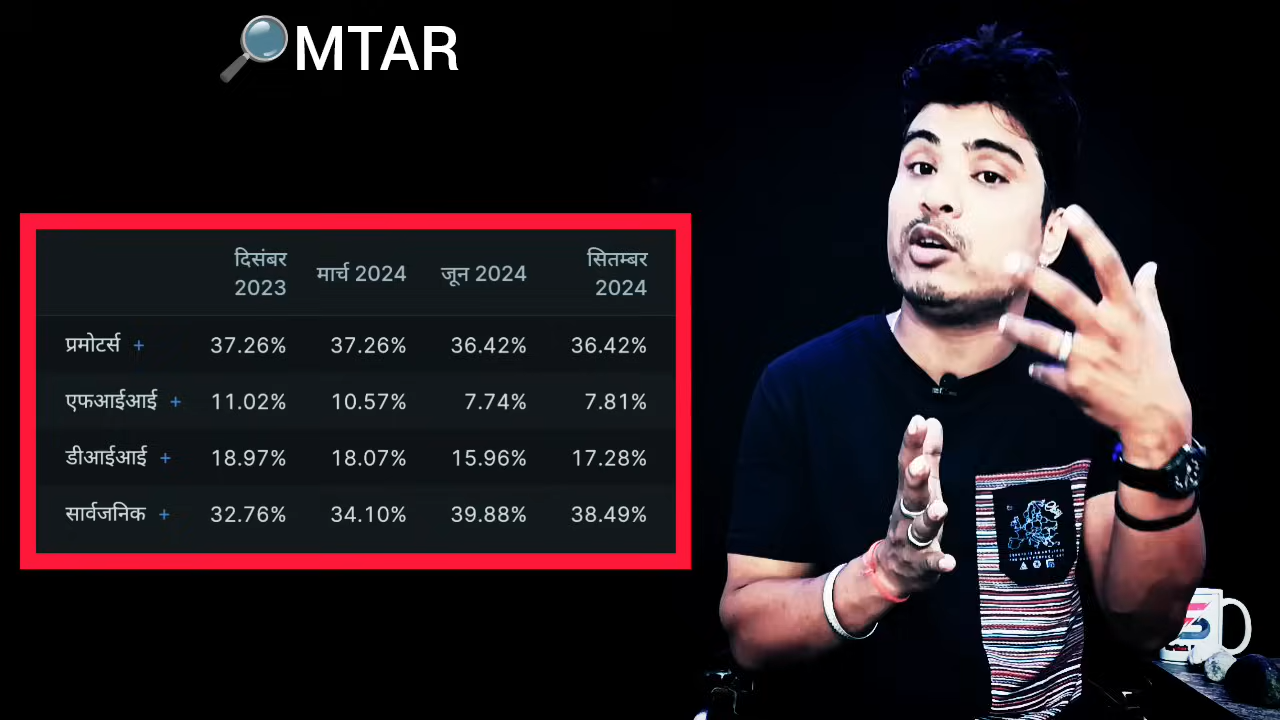 MTAR
दिसंबर 2023 मार्च 2024 जून 2024 सितम्बर 2024
प्रमोटर्स + 37.26% 37.26% 36.42% 36.42%
एफआईआई + 11.02% 10.57% 7.74% 7.81%
डीआईआई + 18.97% 18.07% 15.96% 17.28%
सार्वजनिक + 32.76% 34.10% 39.88% 38.49%